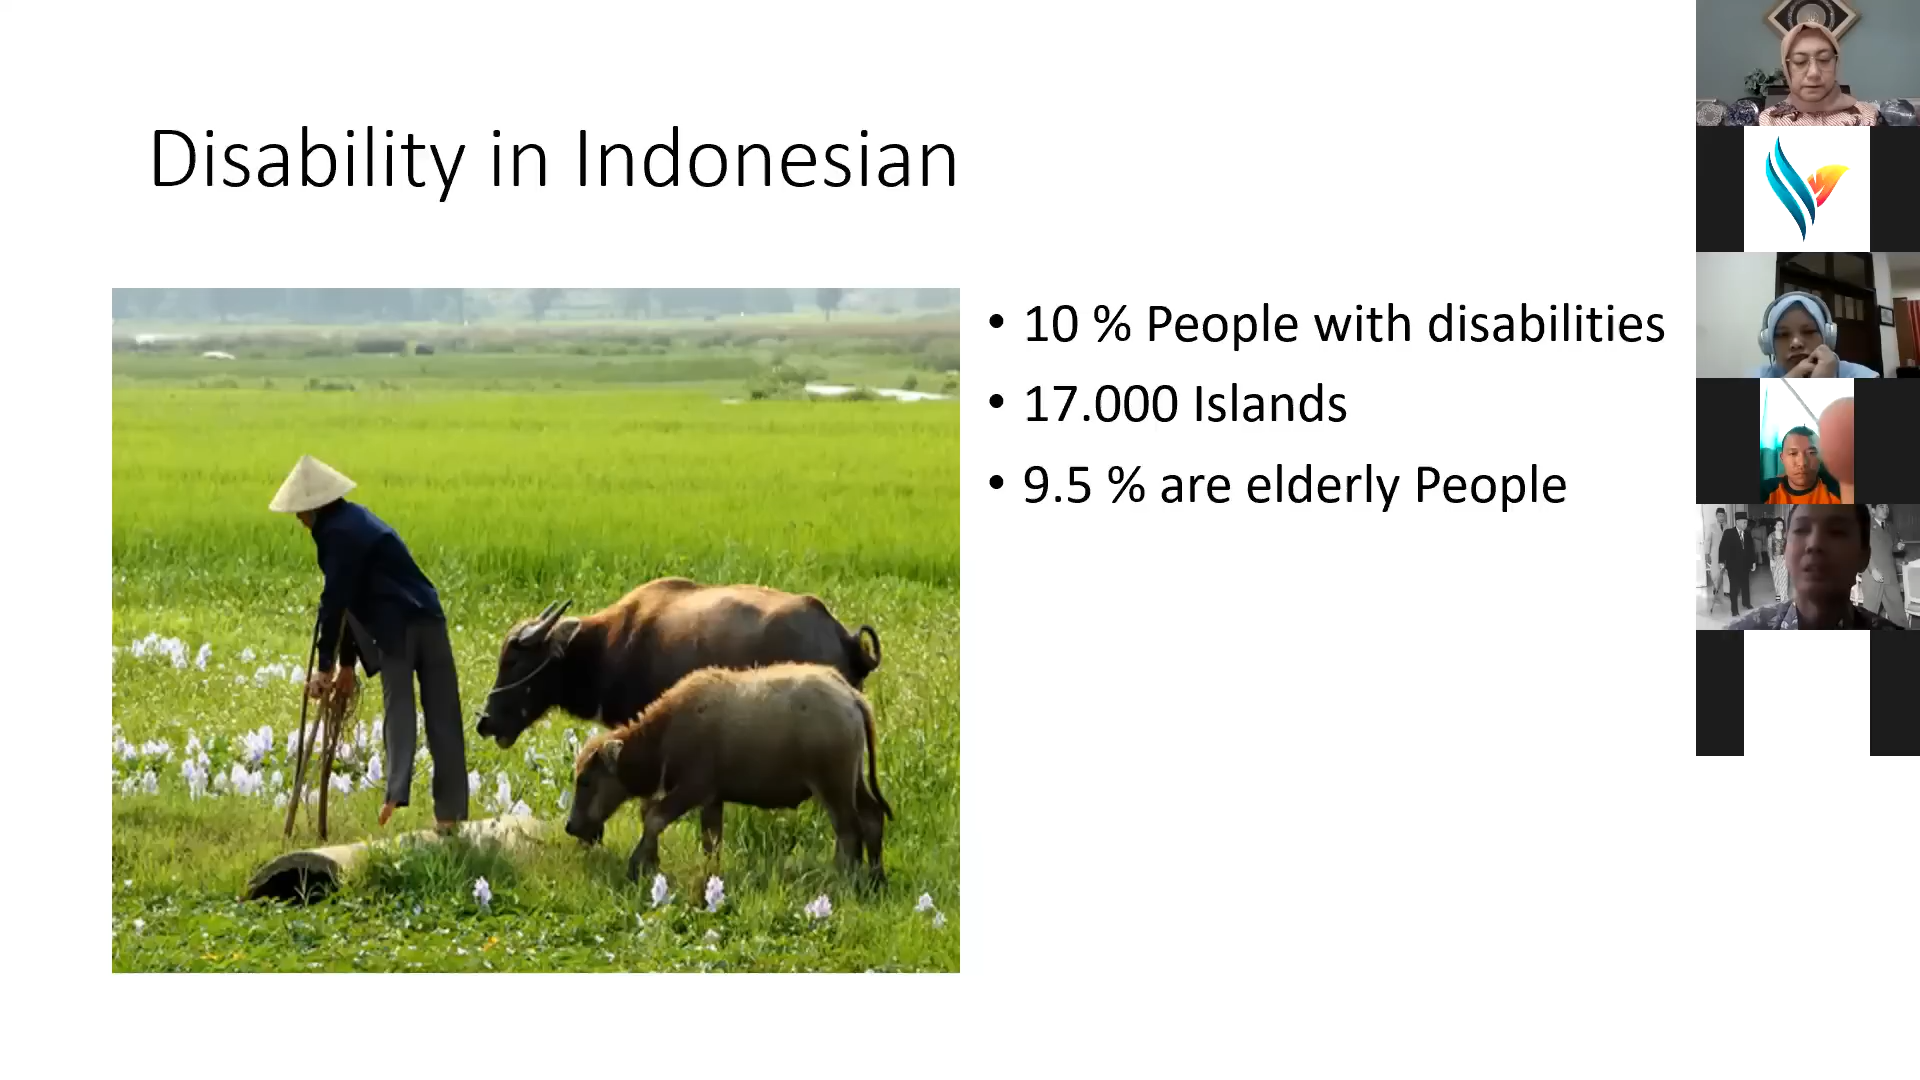 Disability in Indonesian
• 10 % People with disabilities
• 17.000 Islands
• 9.5 % are elderly People